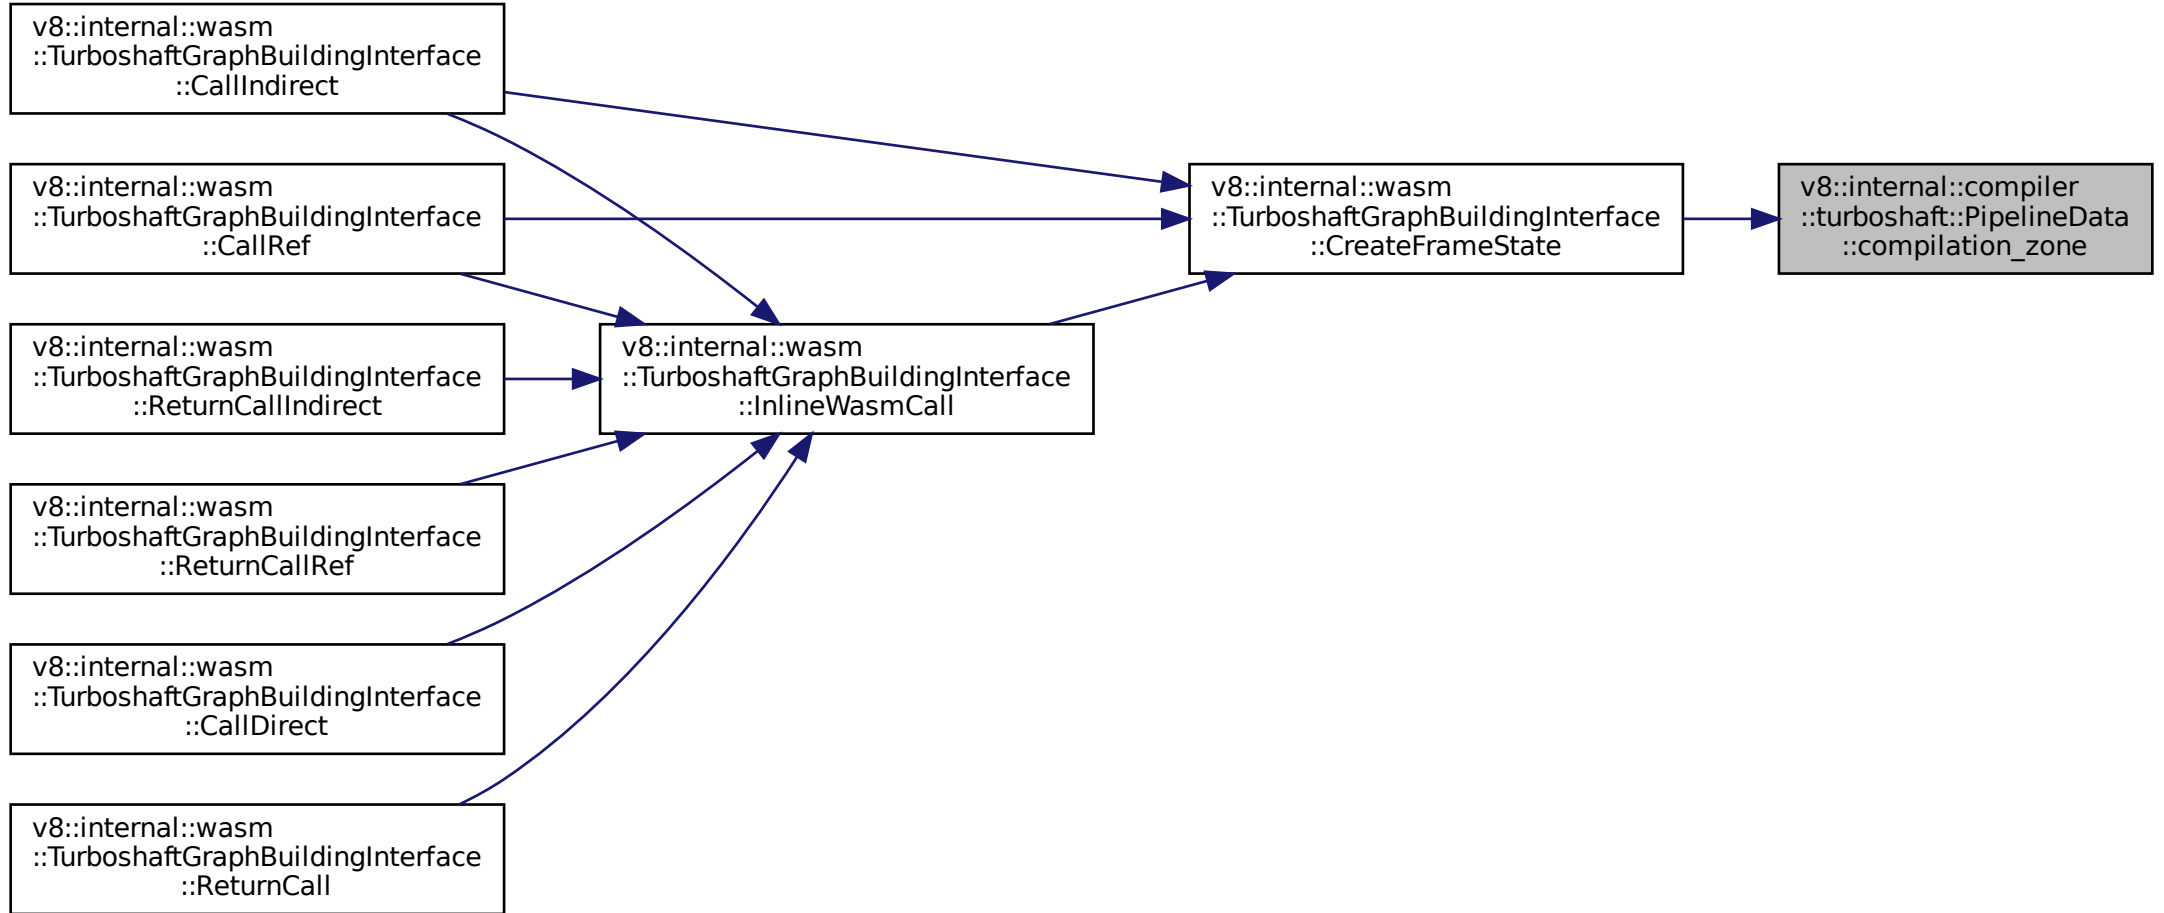 v8::internal::wasm
::TurboshaftGraphBuildingInterface
::CallIndirect
v8::internal::wasm
::TurboshaftGraphBuildingInterface
::CallRef
v8::internal::wasm
::TurboshaftGraphBuildingInterface
::ReturnCallIndirect
v8::internal::wasm
::TurboshaftGraphBuildingInterface
::ReturnCallRef
v8::internal::wasm
::TurboshaftGraphBuildingInterface
::CallDirect
v8::internal::wasm
::TurboshaftGraphBuildingInterface
::ReturnCall
v8::internal::wasm
::TurboshaftGraphBuildingInterface
::InlineWasmCall
v8::internal::wasm
::TurboshaftGraphBuildingInterface
::CreateFrameState
v8::internal::compiler
::turboshaft::PipelineData
::compilation_zone